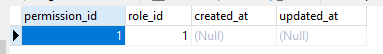 permission_id role_id created_at updated_at
1 1 (Null) (Null)